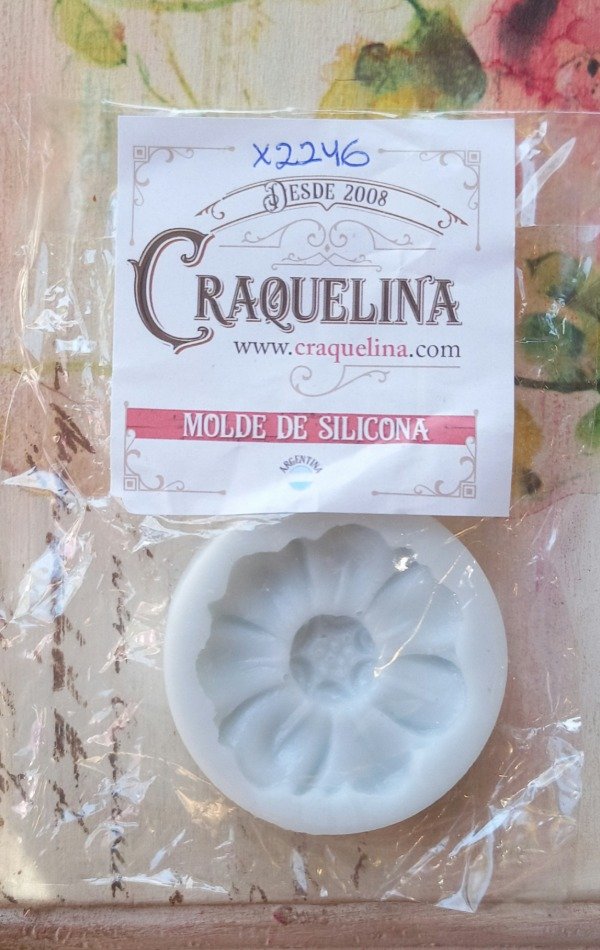 X2246
DESDE 2008
CRAQUELINA
www.craquelina.com
MOLDE DE SILICONA
ARGENTINA